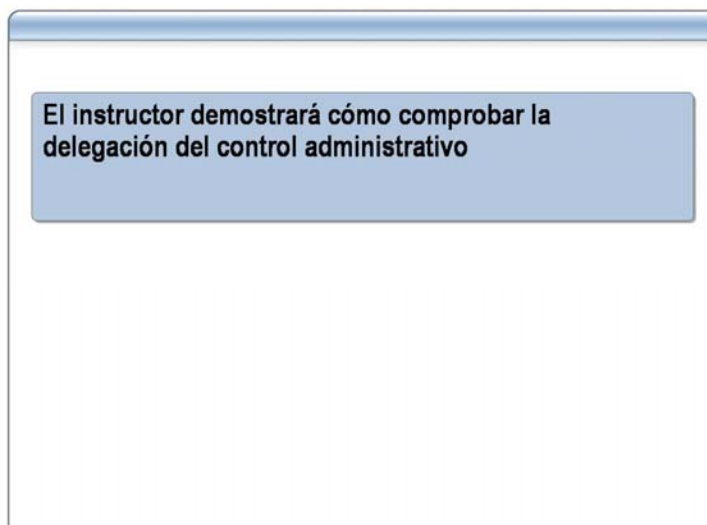 El instructor demostrará cómo comprobar la
delegación del control administrativo